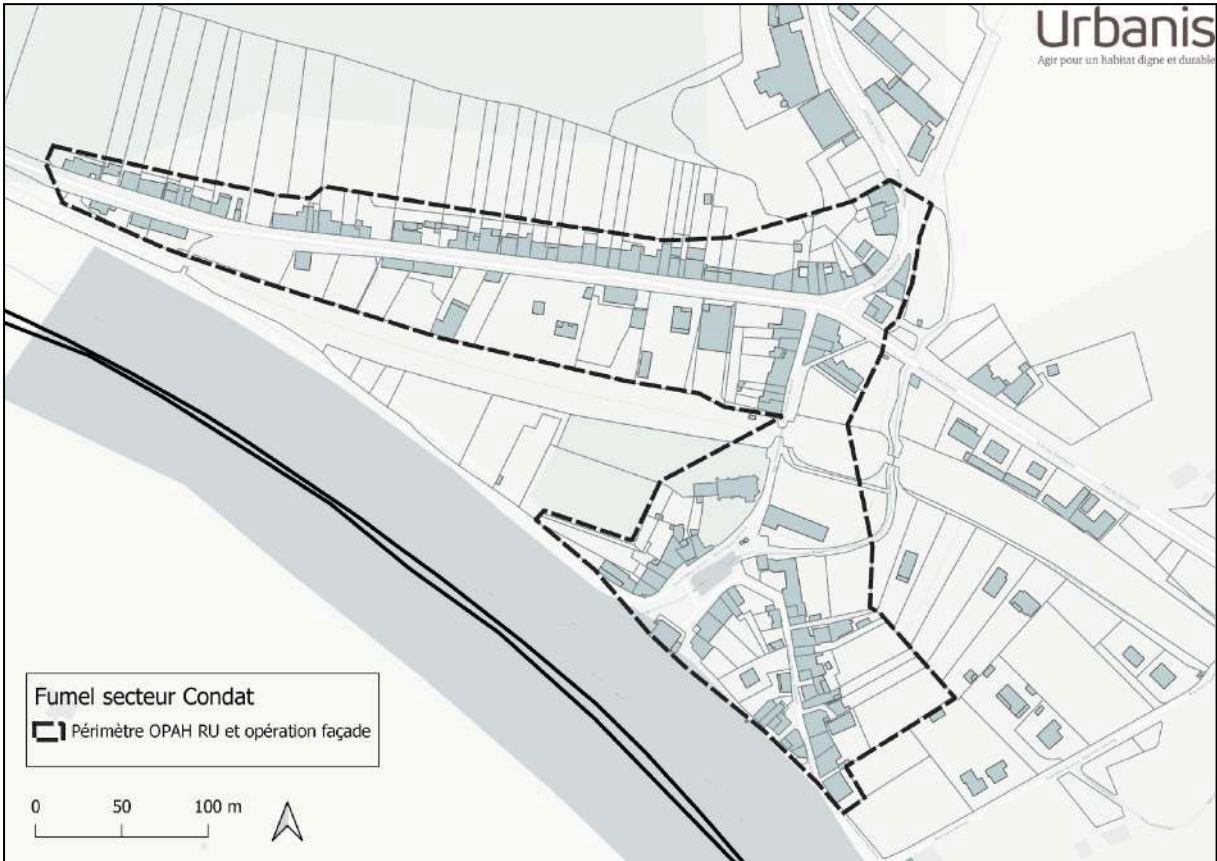 Urbanis
Agir pour un habitat digne et durable
Fumel secteur Condat
Périmètre OPAH RU et opération façade
0 50 100 m